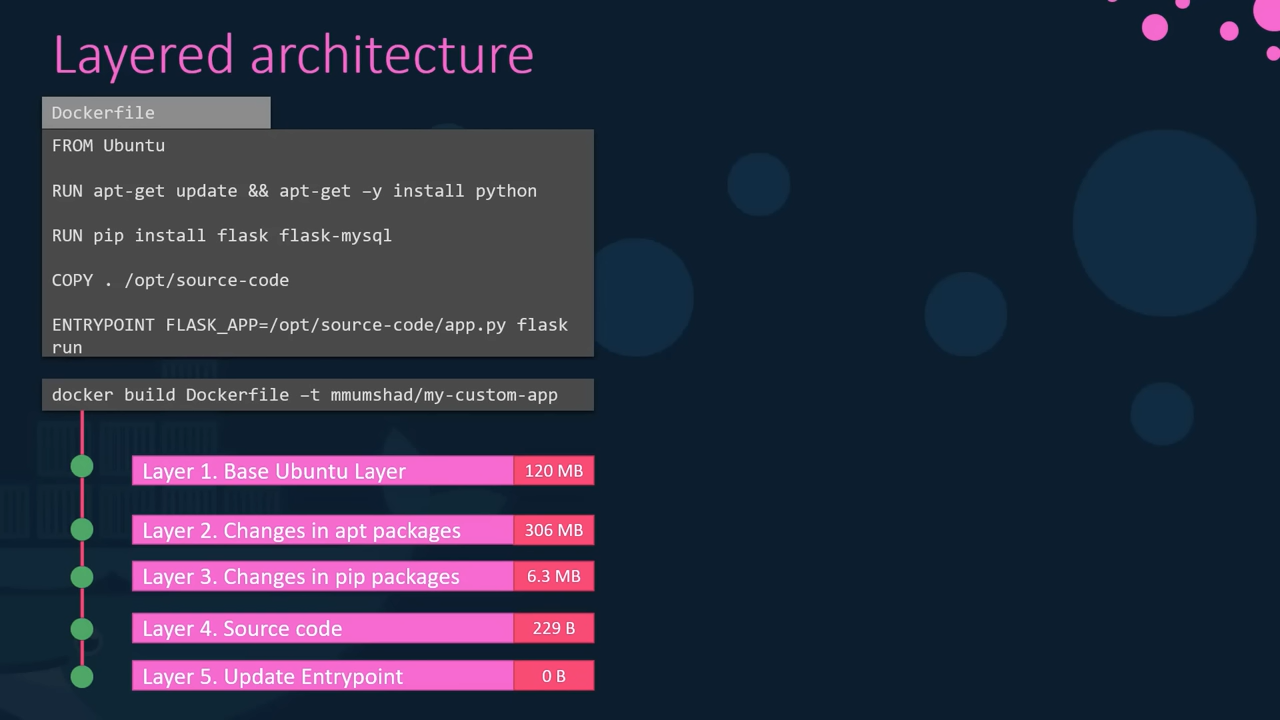 Layered architecture
Dockerfile
FROM Ubuntu
RUN apt-get update && apt-get –y install python
RUN pip install flask flask-mysql
COPY . /opt/source-code
ENTRYPOINT FLASK_APP=/opt/source-code/app.py flask
run
docker build Dockerfile –t mmumshad/my-custom-app
Layer 1. Base Ubuntu Layer 120 MB
Layer 2. Changes in apt packages 306 MB
Layer 3. Changes in pip packages 6.3 MB
Layer 4. Source code 229 B
Layer 5. Update Entrypoint 0 B